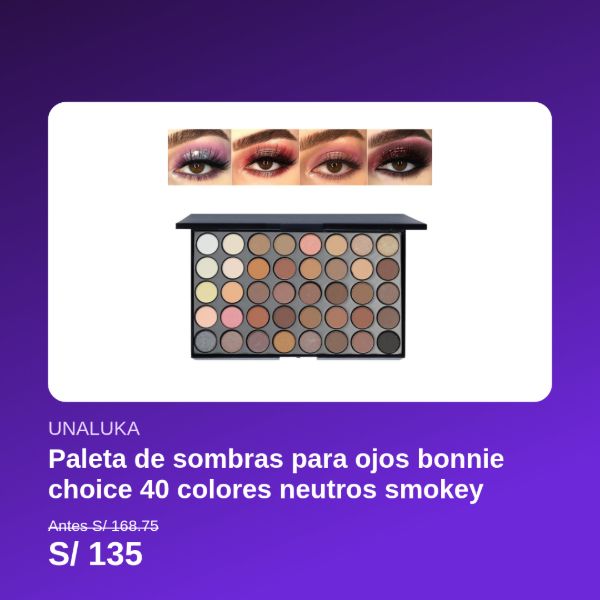 UNALUKA
Paleta de sombras para ojos bonnie
choice 40 colores neutros smokey
Antes S/ 168.75
S/ 135